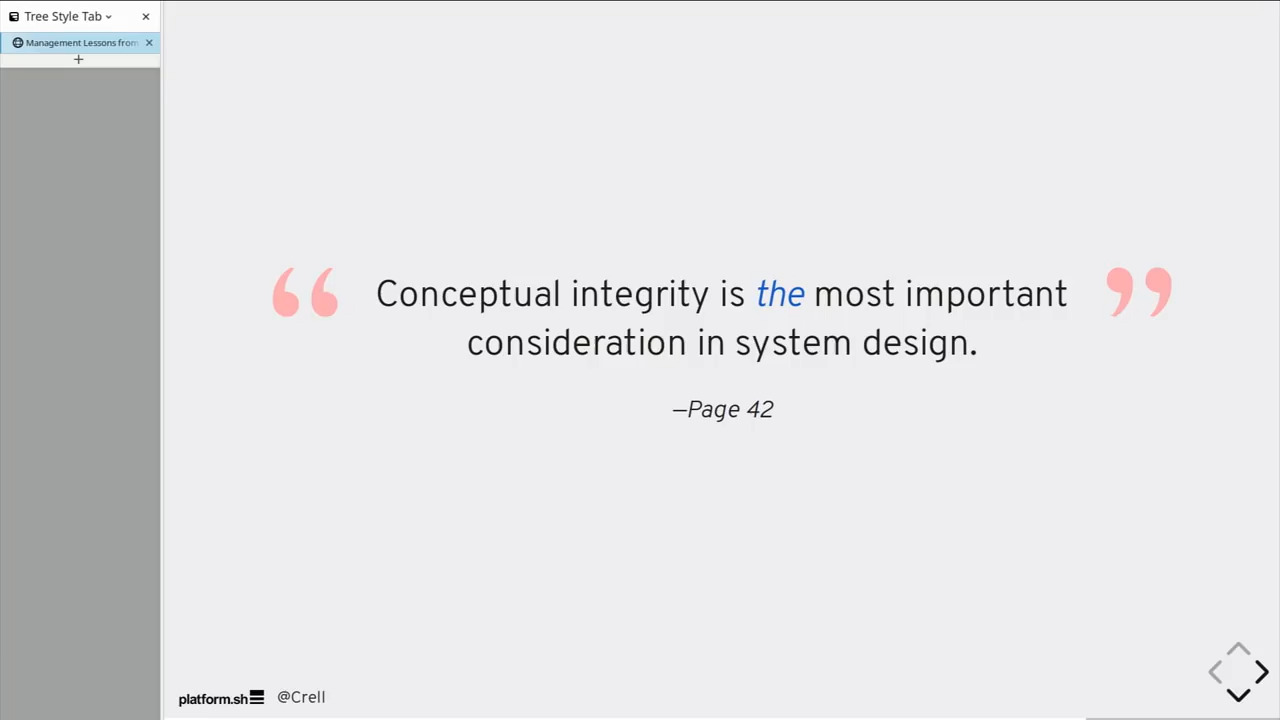 Tree Style Tab
Management Lessons from
“ Conceptual integrity is the most important ”
consideration in system design.
–Page 42
platform.sh @Crell